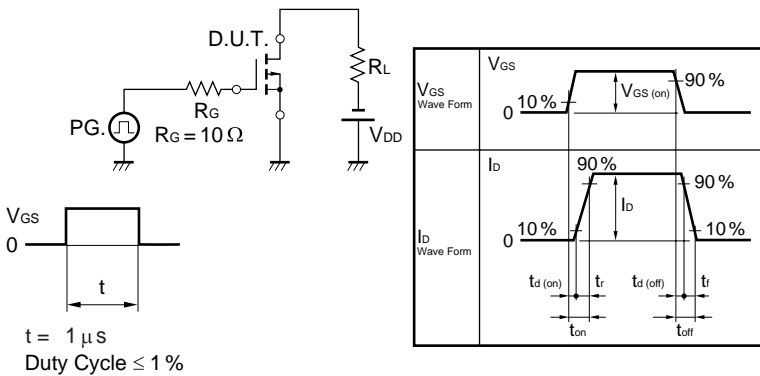 D.U.T.
RL
RG
PG.
RG = 10 Ω
VDD
VGS
0
t
t = 1 μs
Duty Cycle ≤ 1 %
VGS
Wave Form
VGS
10 %
0
VGS (on)
90 %
ID
Wave Form
ID
90 %
10 %
0
ID
90 %
10 %
td (on)
tr
td (off)
tf
ton
toff